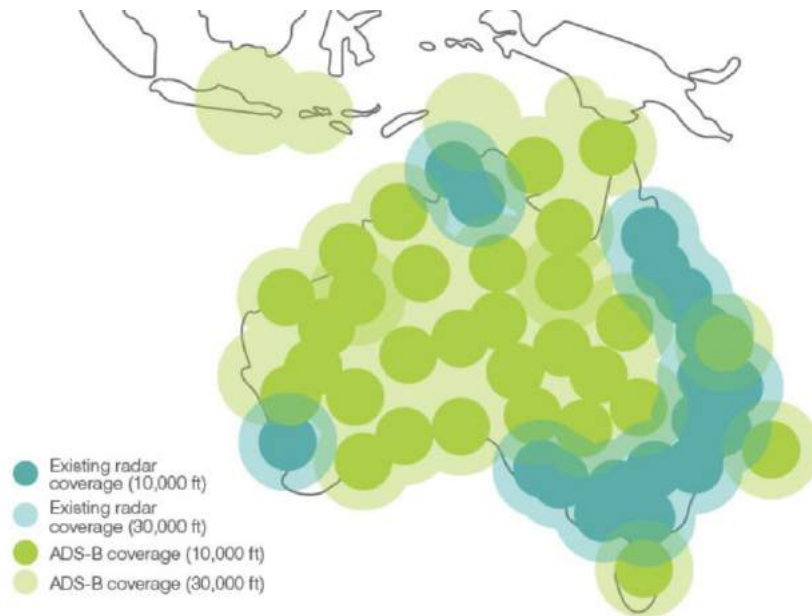 Existing radar
coverage (10,000 ft)
Existing radar
coverage (30,000 ft)
ADS-B coverage (10,000 ft)
ADS-B coverage (30,000 ft)